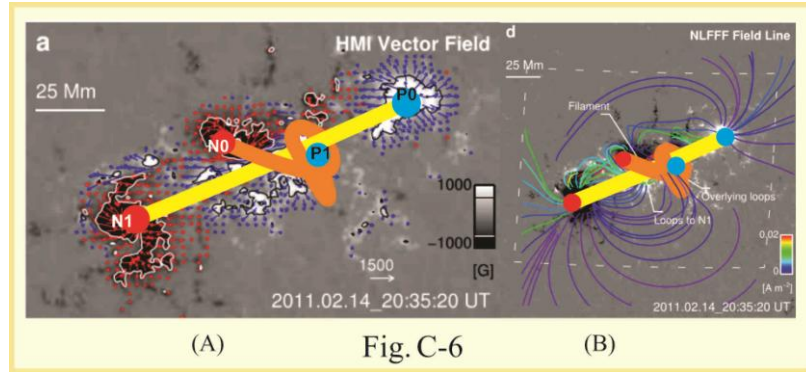 a
HMI Vector Field
25 Mm
P0
N0
P1
N1
1000
−1000
[G]
1500
2011.02.14_20:35:20 UT
d
NLFFF Field Line
25 Mm
Filament
Overlying loops
Loops to N1
0.02
0
[A m⁻²]
2011.02.14_20:35:20 UT
(A)
Fig. C-6
(B)